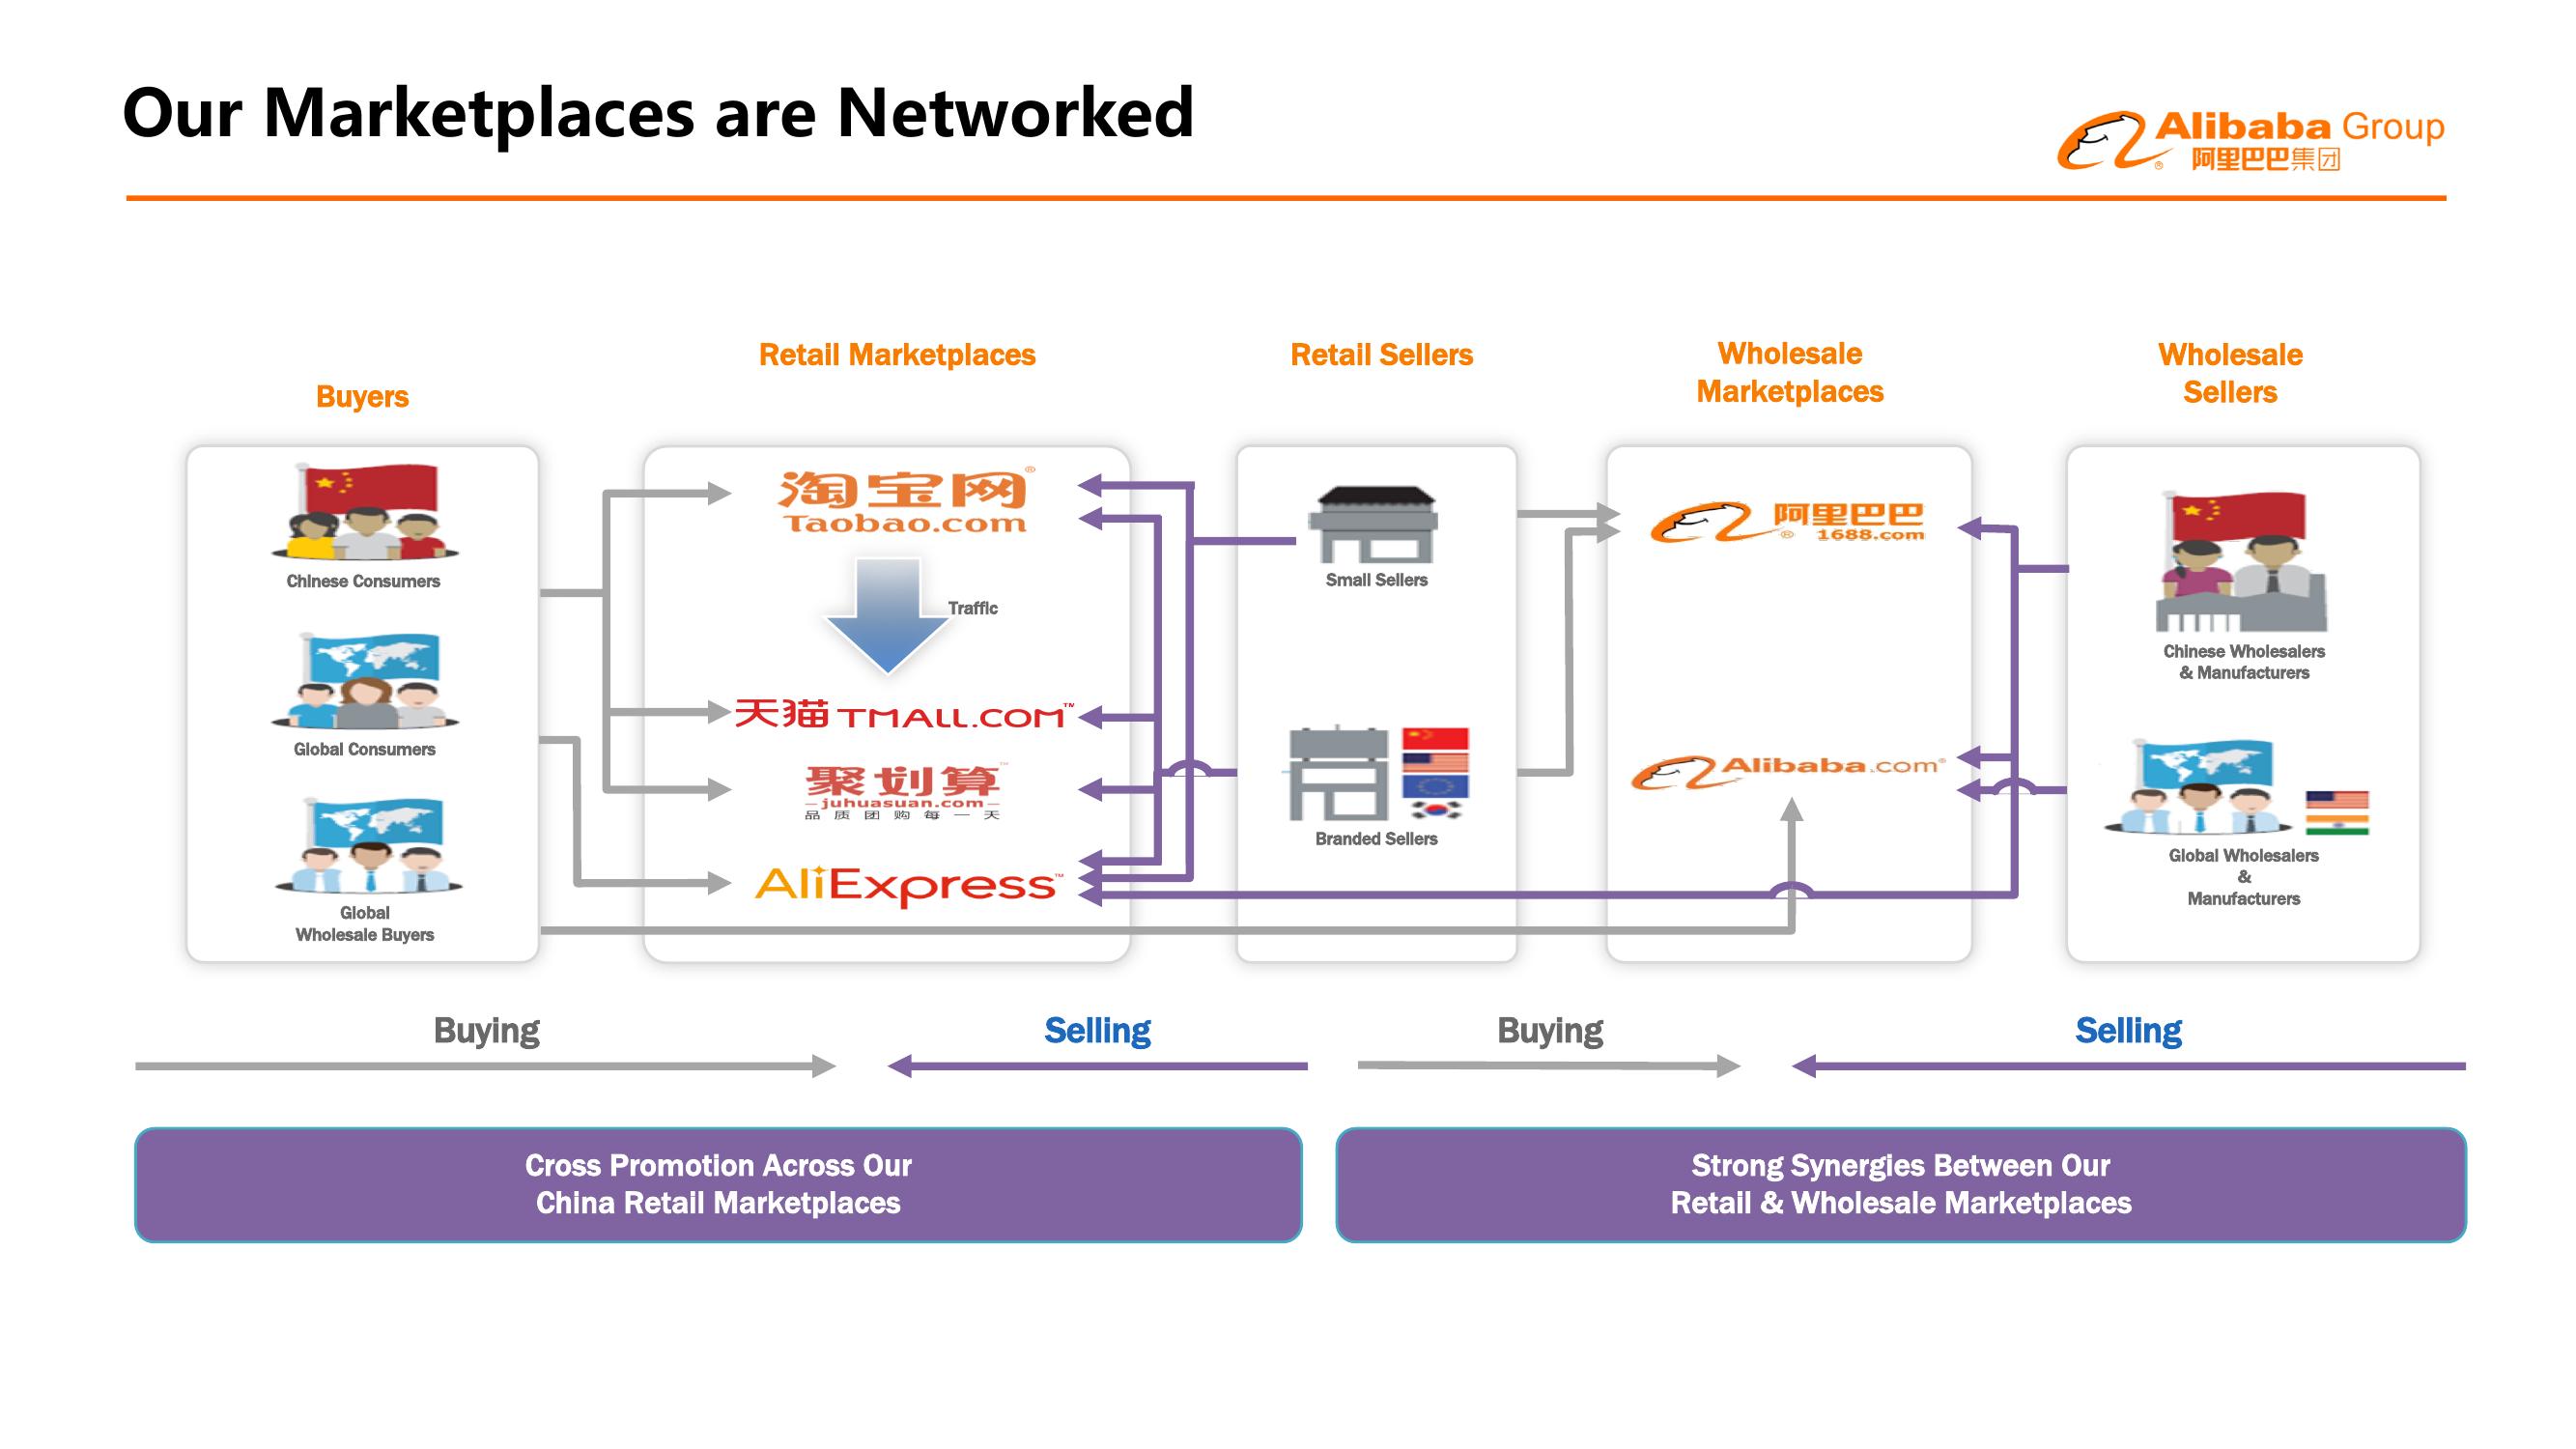 Our Marketplaces are Networked
Alibaba Group
®
阿里巴巴集团
Buyers
Retail Marketplaces
Retail Sellers
Wholesale
Marketplaces
Wholesale
Sellers
Chinese Consumers
Global Consumers
Global
Wholesale Buyers
淘宝网®
Taobao.com
Traffic
天猫 TMALL.COM™
聚划算™
juhuasuan.com
品质团购每一天
AliExpress™
Small Sellers
Branded Sellers
® 阿里巴巴
1688.com
Alibaba.com®
Chinese Wholesalers
& Manufacturers
Global Wholesalers
&
Manufacturers
Buying
Selling
Buying
Selling
Cross Promotion Across Our
China Retail Marketplaces
Strong Synergies Between Our
Retail & Wholesale Marketplaces